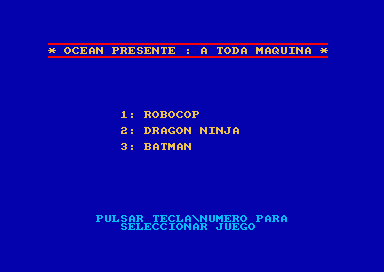 * OCEAN PRESENTE : A TODA MAQUINA *
1: ROBOCOP
2: DRAGON NINJA
3: BATMAN
PULSAR TECLA\NUMERO PARA
SELECCIONAR JUEGO